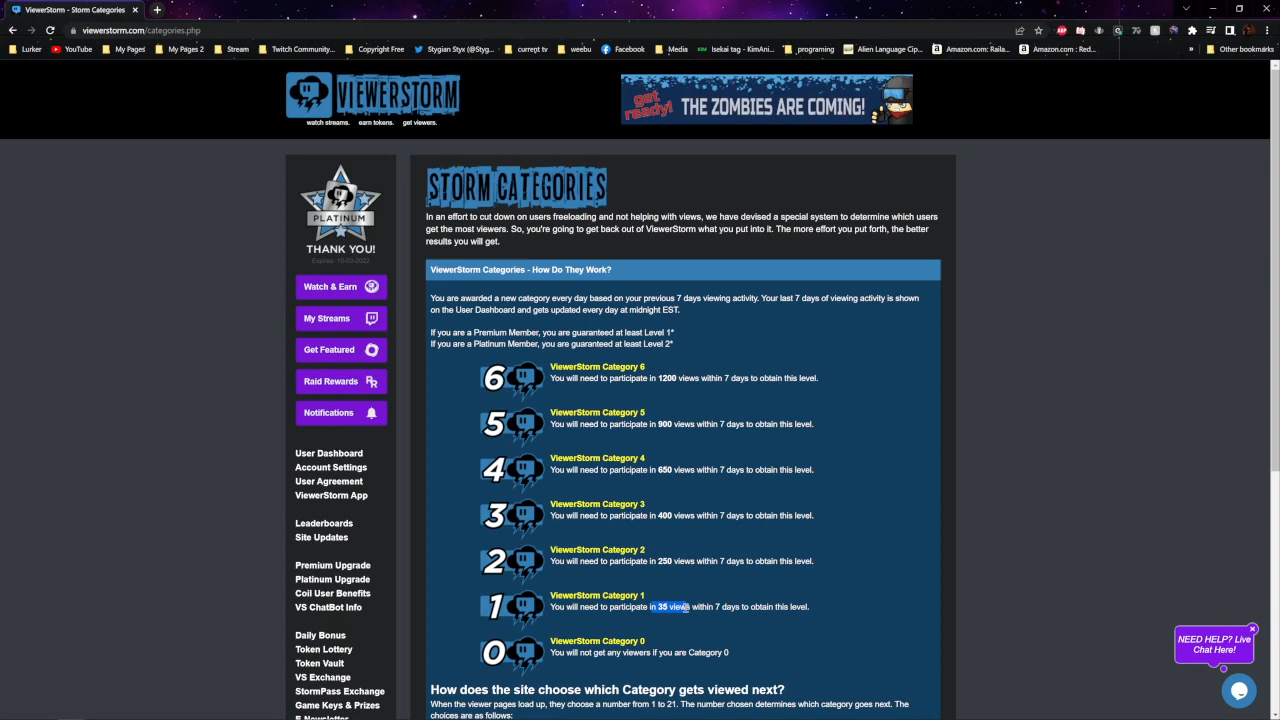 ViewerStorm - Storm Categories
viewerstorm.com/categories.php
Lurker
YouTube
My Pages
My Pages 2
Stream
Twitch Community...
Copyright Free
Stygian Styx (@Styg...
currept tv
weebu
Facebook
Media
Isekai tag - KimAni...
programing
Alien Language Cip...
Amazon.com: Raila...
Amazon.com : Red...
Other bookmarks
VIEWERSTORM
watch streams. earn tokens. get viewers.
get ready! THE ZOMBIES ARE COMING!
PLATINUM
THANK YOU!
Expires: 10-03-2022
Watch & Earn
My Streams
Get Featured
Raid Rewards
Notifications
User Dashboard
Account Settings
User Agreement
ViewerStorm App
Leaderboards
Site Updates
Premium Upgrade
Platinum Upgrade
Coil User Benefits
VS ChatBot Info
Daily Bonus
Token Lottery
Token Vault
VS Exchange
StormPass Exchange
Game Keys & Prizes
E-Newsletter
STORM CATEGORIES
In an effort to cut down on users freeloading and not helping with views, we have devised a special system to determine which users
get the most viewers. So, you're going to get back out of ViewerStorm what you put into it. The more effort you put forth, the better
results you will get.
ViewerStorm Categories - How Do They Work?
You are awarded a new category every day based on your previous 7 days viewing activity. Your last 7 days of viewing activity is shown
on the User Dashboard and gets updated every day at midnight EST.
If you are a Premium Member, you are guaranteed at least Level 1*
If you are a Platinum Member, you are guaranteed at least Level 2*
6
ViewerStorm Category 6
You will need to participate in 1200 views within 7 days to obtain this level.
5
ViewerStorm Category 5
You will need to participate in 900 views within 7 days to obtain this level.
4
ViewerStorm Category 4
You will need to participate in 650 views within 7 days to obtain this level.
3
ViewerStorm Category 3
You will need to participate in 400 views within 7 days to obtain this level.
2
ViewerStorm Category 2
You will need to participate in 250 views within 7 days to obtain this level.
1
ViewerStorm Category 1
You will need to participate in 35 views within 7 days to obtain this level.
0
ViewerStorm Category 0
You will not get any viewers if you are Category 0
How does the site choose which Category gets viewed next?
When the viewer pages load up, they choose a number from 1 to 21. The number chosen determines which category goes next. The
choices are as follows:
NEED HELP? Live
Chat Here!